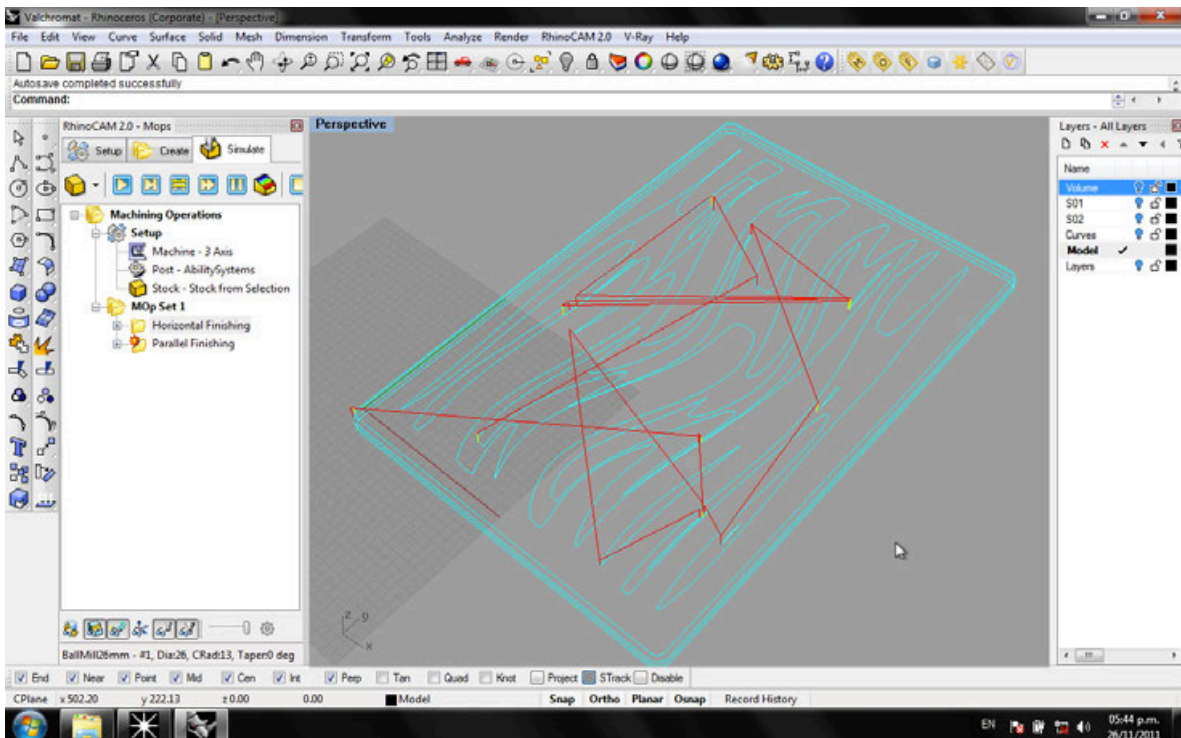 Valchromat - Rhinoceros (Corporate) - [Perspective]
File Edit View Curve Surface Solid Mesh Dimension Transform Tools Analyze Render RhinoCAM 2.0 V-Ray Help
Autosave completed successfully
Command:
RhinoCAM 2.0 - Mops
Setup Create Simulate
Machining Operations
Setup
Machine - 3 Axis
Post - AbilitySystems
Stock - Stock from Selection
MOp Set 1
Horizontal Finishing
Parallel Finishing
BallMill26mm - #1, Dia:26, CRad:13, Taper:0 deg
Perspective
z y
x
Layers - All Layers
Name
Volume
S01
S02
Curves
Model
Layers
End Near Point Mid Cen Int Perp Tan Quad Knot Project STrack Disable
CPlane x 502.20 y 222.13 z 0.00 0.00 Model Snap Ortho Planar Osnap Record History
EN 05:44 p.m.
26/11/2011